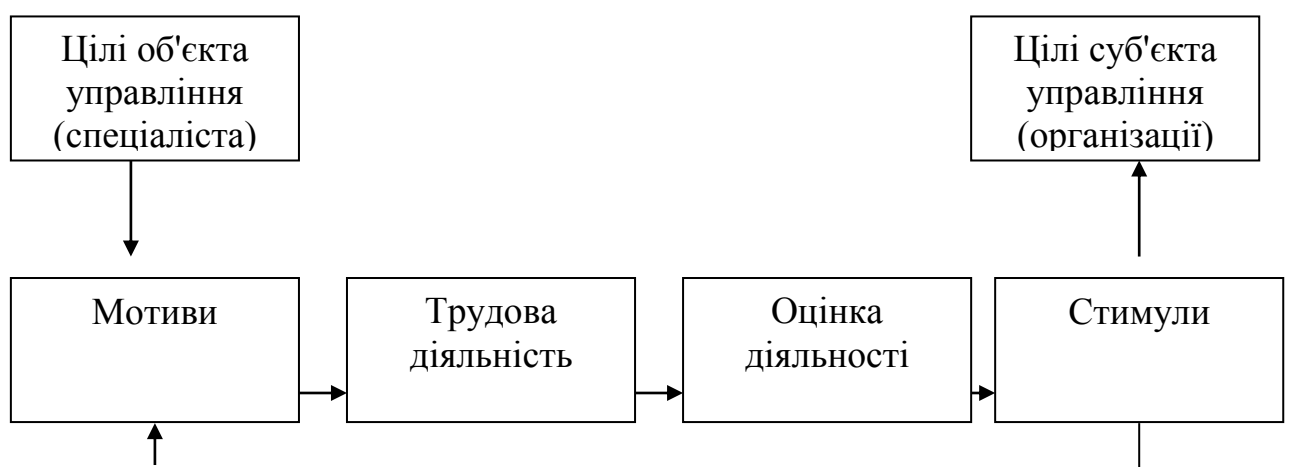 Цілі об'єкта
управління
(спеціаліста)
Цілі суб'єкта
управління
(організації)
Мотиви
Трудова
діяльність
Оцінка
діяльності
Стимули